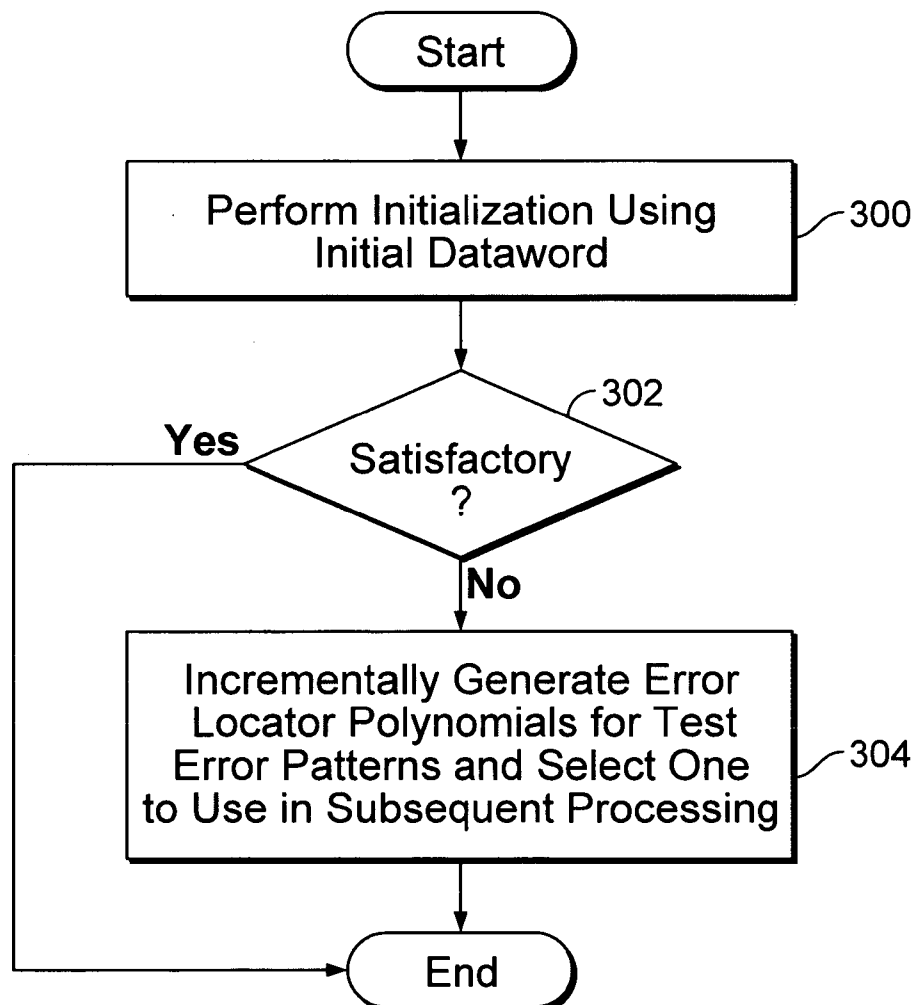 Start
Perform Initialization Using
Initial Dataword
300
302
Yes
Satisfactory
?
No
Incrementally Generate Error
Locator Polynomials for Test
Error Patterns and Select One
to Use in Subsequent Processing
304
End